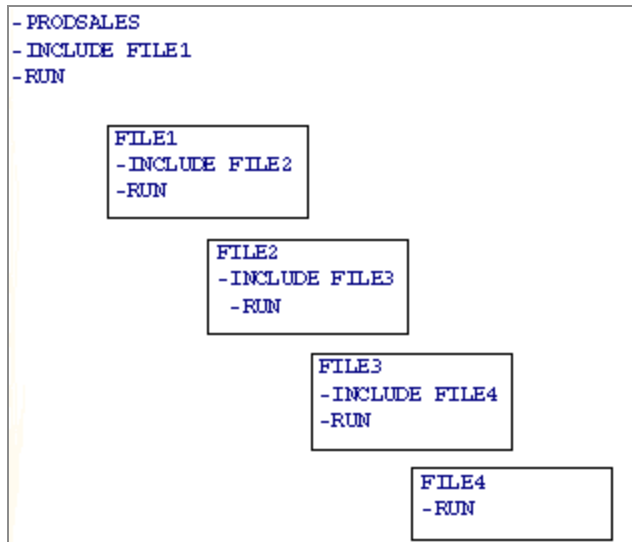 -PRODSALES
-INCLUDE FILE1
-RUN
FILE1
-INCLUDE FILE2
-RUN
FILE2
-INCLUDE FILE3
-RUN
FILE3
-INCLUDE FILE4
-RUN
FILE4
-RUN